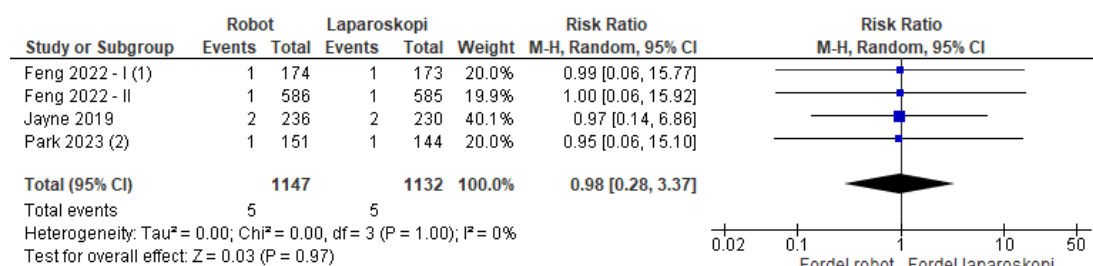 Robot Laparoskopi Risk Ratio Risk Ratio
Study or Subgroup Events Total Events Total Weight M-H, Random, 95% CI M-H, Random, 95% CI
Feng 2022 - I (1) 1 174 1 173 20.0% 0.99 [0.06, 15.77]
Feng 2022 - II 1 586 1 585 19.9% 1.00 [0.06, 15.92]
Jayne 2019 2 236 2 230 40.1% 0.97 [0.14, 6.86]
Park 2023 (2) 1 151 1 144 20.0% 0.95 [0.06, 15.10]
Total (95% CI) 1147 1132 100.0% 0.98 [0.28, 3.37]
Total events 5 5
Heterogeneity: Tau² = 0.00; Chi² = 0.00, df = 3 (P = 1.00); I² = 0%
Test for overall effect: Z = 0.03 (P = 0.97)
0.02 0.1 1 10 50
Fordel robot Fordel laparoskopi